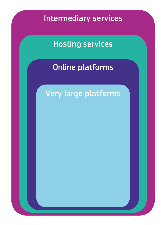 Intermediary services
Hosting services
Online platforms
Very large platforms